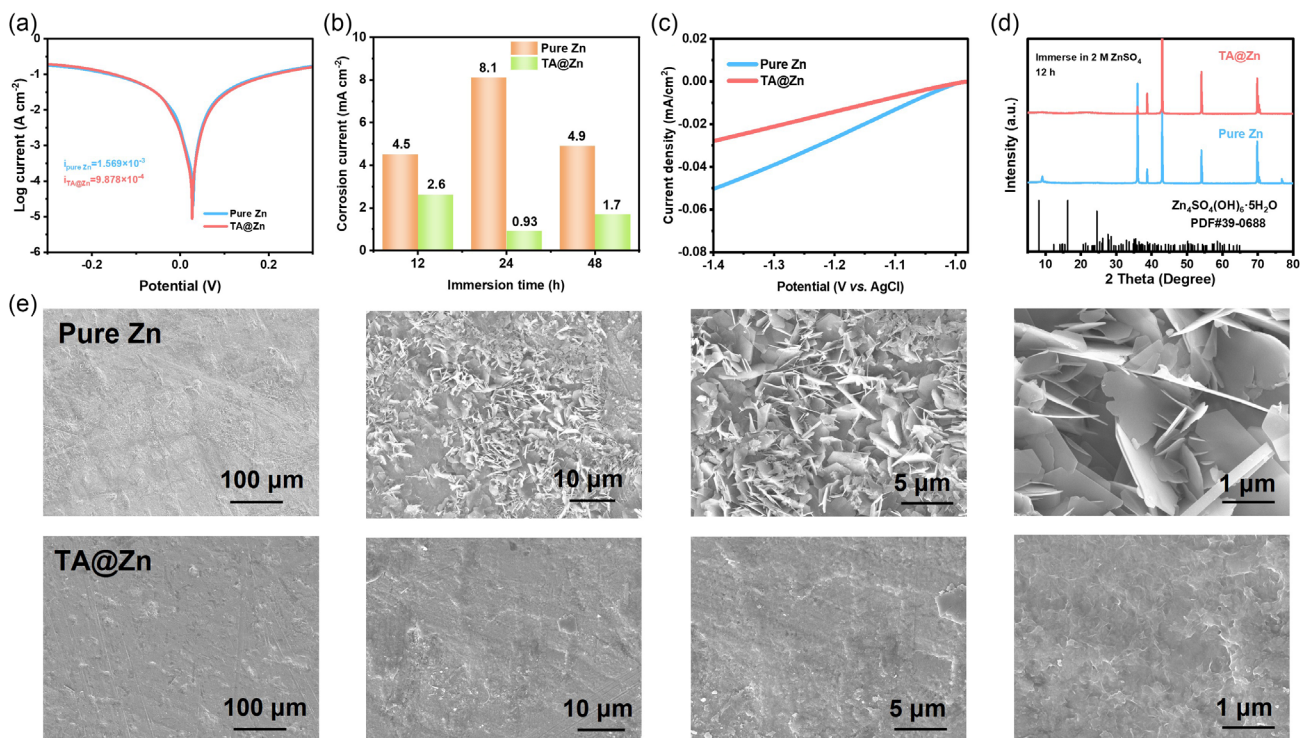 (a)
Log current (A cm⁻²)
0
-1
-2
-3
-4
-5
-6
i pure Zn=1.569×10⁻³
i TA@Zn=9.878×10⁻⁴
Pure Zn
TA@Zn
-0.2
0.0
0.2
Potential (V)
(b)
Corrosion current (mA cm⁻²)
10
8
6
4
2
0
Pure Zn
TA@Zn
4.5
2.6
8.1
0.93
4.9
1.7
12
24
48
Immersion time (h)
(c)
Current density (mA/cm²)
0.02
0.00
-0.02
-0.04
-0.06
-0.08
Pure Zn
TA@Zn
-1.4
-1.3
-1.2
-1.1
-1.0
Potential (V vs. AgCl)
(d)
Intensity (a.u.)
Immerse in 2 M ZnSO₄
12 h
TA@Zn
Pure Zn
Zn₄SO₄(OH)₆·5H₂O
PDF#39-0688
10
20
30
40
50
60
70
80
2 Theta (Degree)
(e)
Pure Zn
100 μm
10 μm
5 μm
1 μm
TA@Zn
100 μm
10 μm
5 μm
1 μm